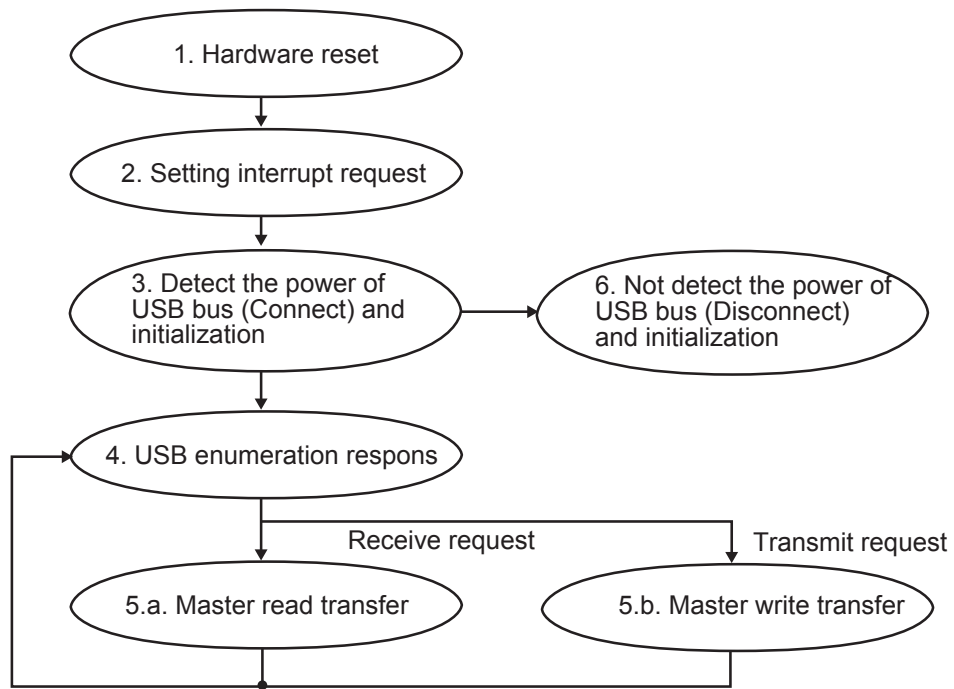 1. Hardware reset
2. Setting interrupt request
3. Detect the power of
USB bus (Connect) and
initialization
6. Not detect the power of
USB bus (Disconnect)
and initialization
4. USB enumeration respons
Receive request
Transmit request
5.a. Master read transfer
5.b. Master write transfer